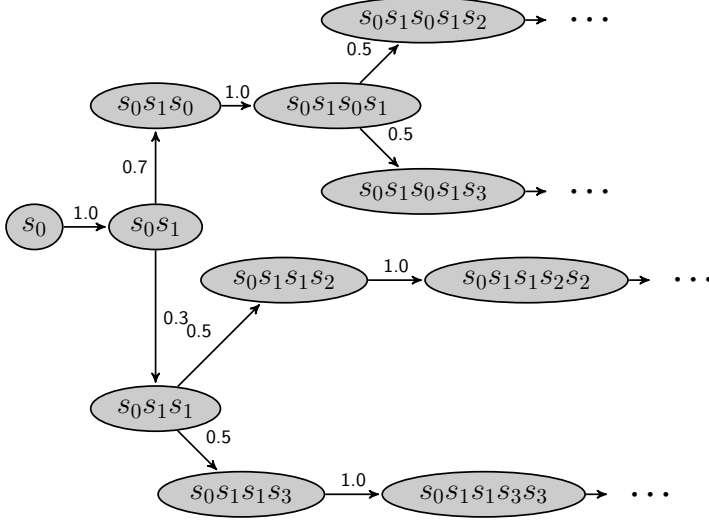 s₀s₁s₀s₁s₂ ···
0.5
s₀s₁s₀ 1.0 s₀s₁s₀s₁
0.5
0.7
s₀s₁s₀s₁s₃ ···
s₀ 1.0 s₀s₁
s₀s₁s₁s₂ 1.0 s₀s₁s₁s₂s₂ ···
0.3
0.5
s₀s₁s₁
0.5
s₀s₁s₁s₃ 1.0 s₀s₁s₁s₃s₃ ···